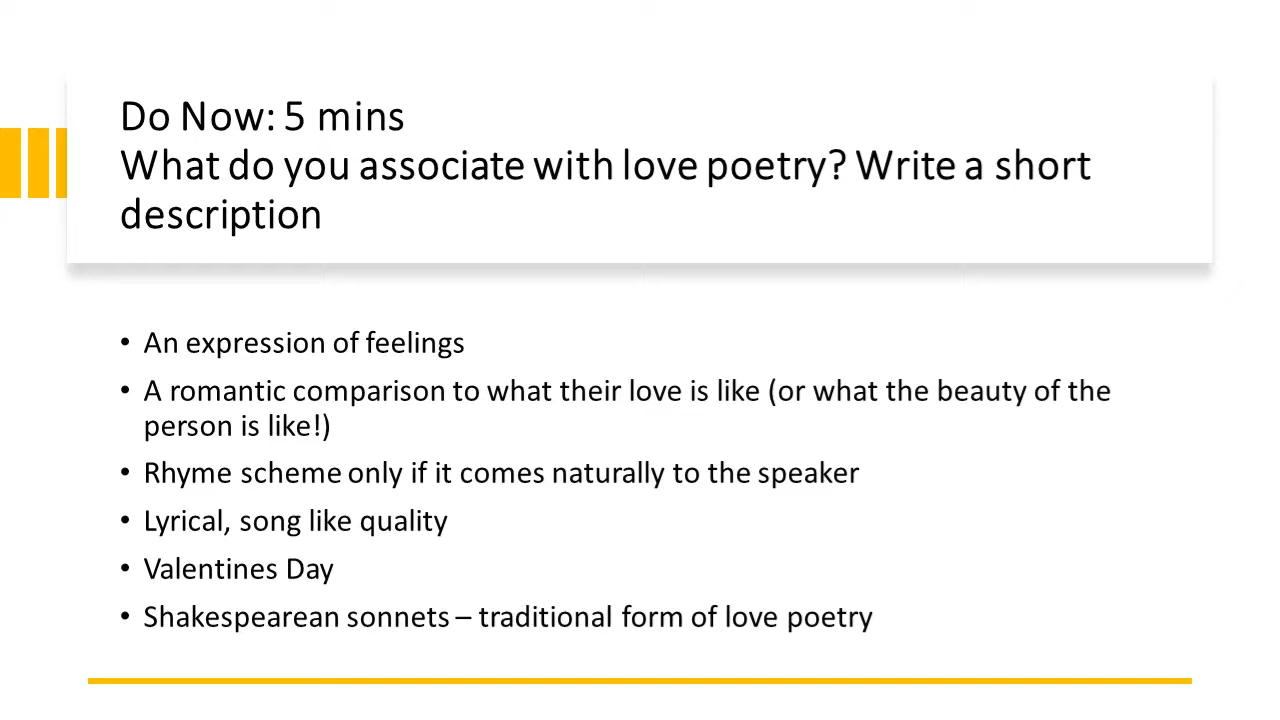 Do Now: 5 mins
What do you associate with love poetry? Write a short
description
• An expression of feelings
• A romantic comparison to what their love is like (or what the beauty of the
person is like!)
• Rhyme scheme only if it comes naturally to the speaker
• Lyrical, song like quality
• Valentines Day
• Shakespearean sonnets – traditional form of love poetry